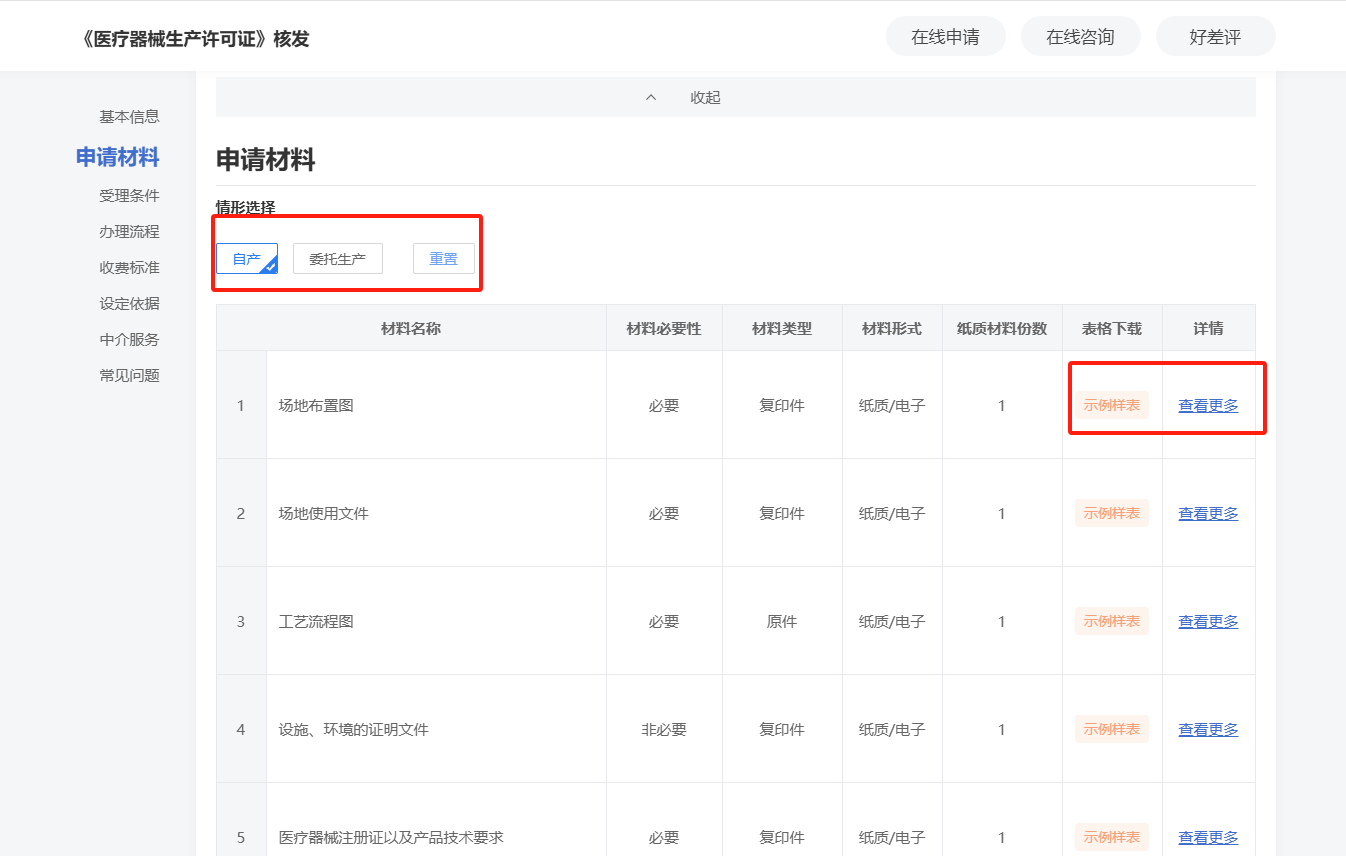 《医疗器械生产许可证》核发
在线申请 在线咨询 好差评
基本信息
申请材料
受理条件
办理流程
收费标准
设定依据
中介服务
常见问题
收起
申请材料
情形选择
自产 委托生产 重置
材料名称 材料必要性 材料类型 材料形式 纸质材料份数 表格下载 详情
1 场地布置图 必要 复印件 纸质/电子 1 示例样表 查看更多
2 场地使用文件 必要 复印件 纸质/电子 1 示例样表 查看更多
3 工艺流程图 必要 原件 纸质/电子 1 示例样表 查看更多
4 设施、环境的证明文件 非必要 复印件 纸质/电子 1 示例样表 查看更多
5 医疗器械注册证以及产品技术要求 必要 复印件 纸质/电子 1 示例样表 查看更多